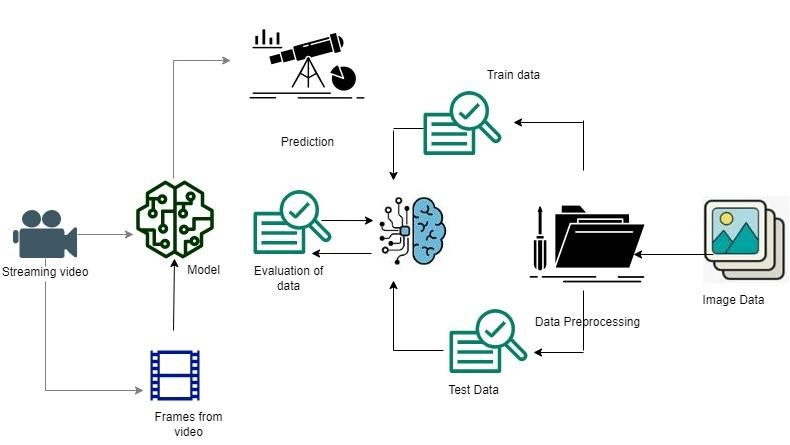 Train data
Prediction
Streaming video
Model
Evaluation of
data
Data Preprocessing
Image Data
Test Data
Frames from
video